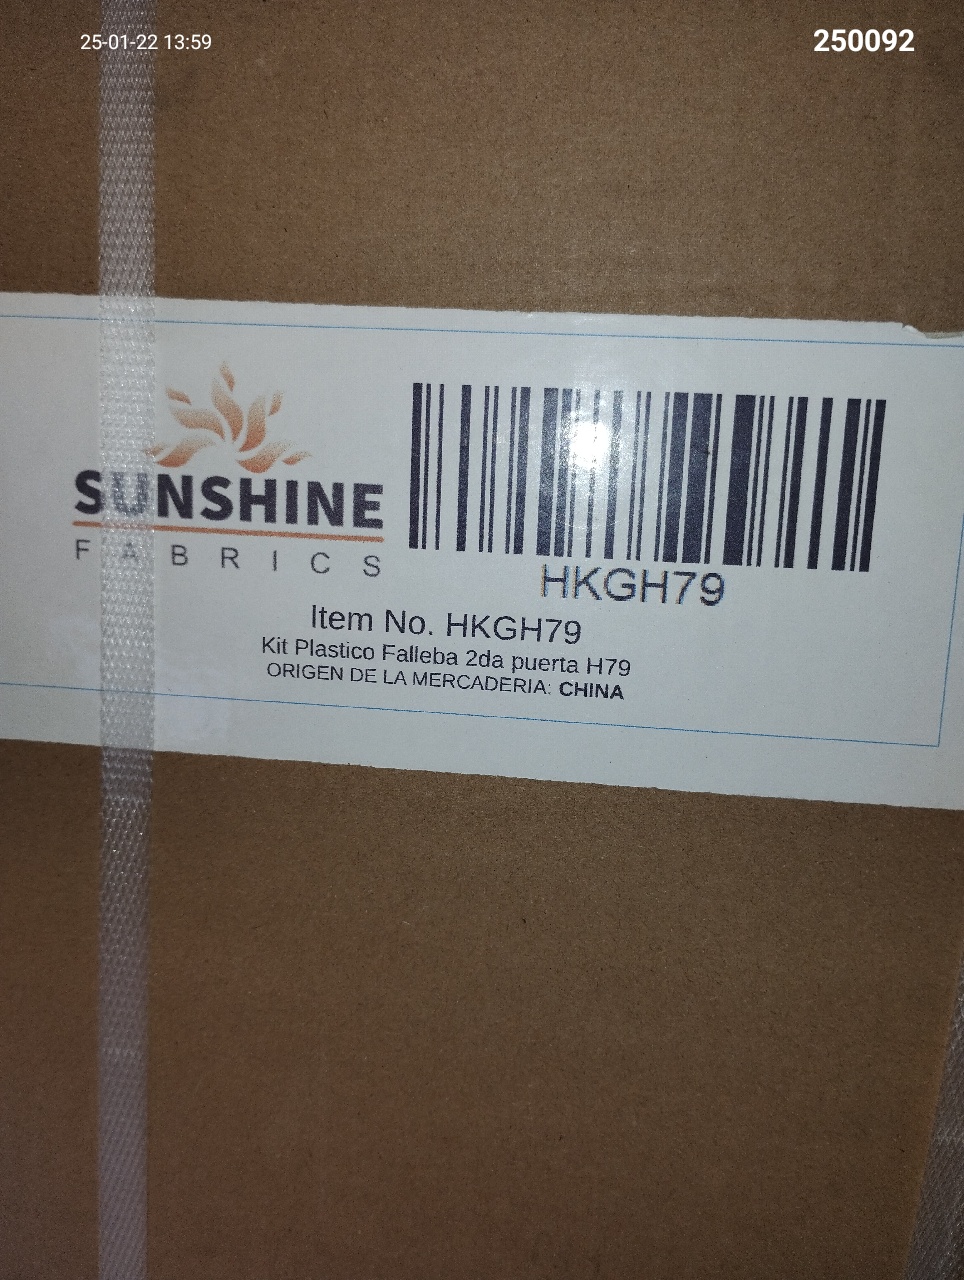 25-01-22 13:59
250092
SUNSHINE
FABRICS
HKGH79
Item No. HKGH79
Kit Plastico Falleba 2da puerta H79
ORIGEN DE LA MERCADERIA: CHINA